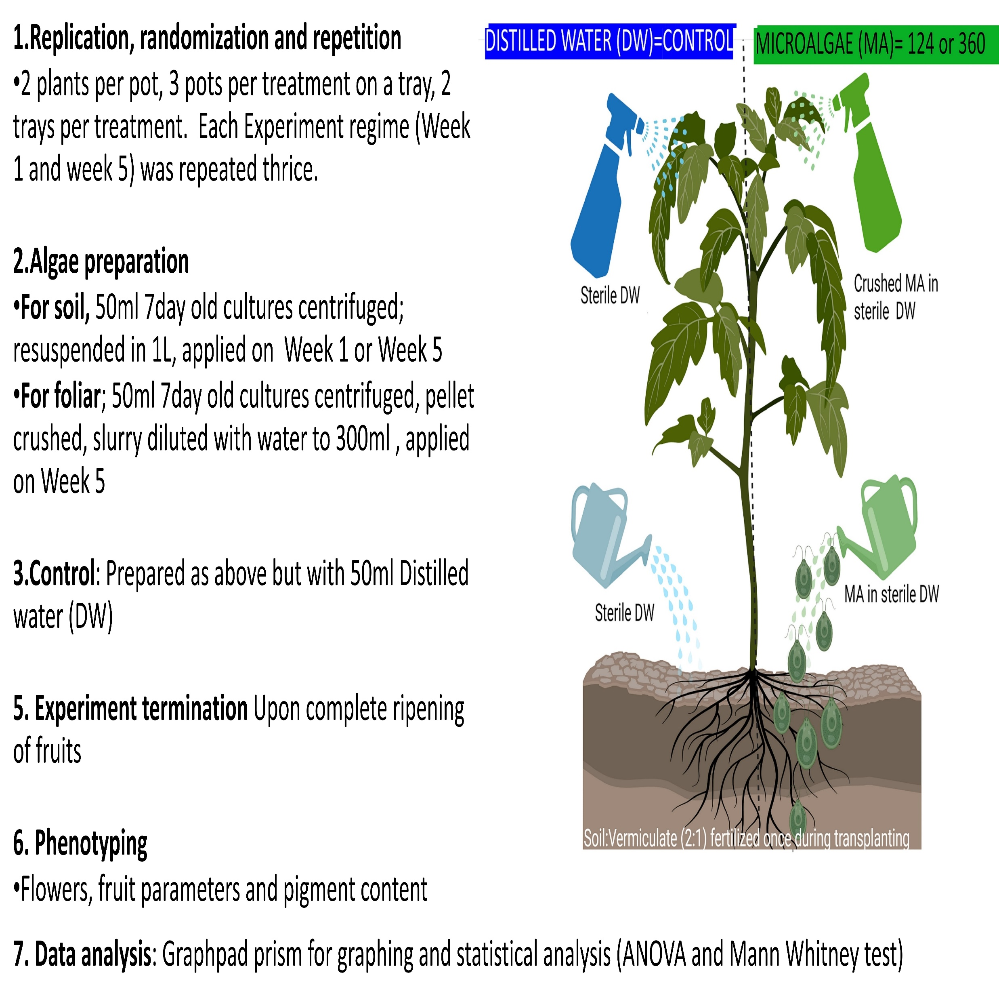 1.Replication, randomization and repetition
•2 plants per pot, 3 pots per treatment on a tray, 2
trays per treatment.  Each Experiment regime (Week
1 and week 5) was repeated thrice.
2.Algae preparation
•For soil, 50ml 7day old cultures centrifuged;
resuspended in 1L, applied on  Week 1 or Week 5
•For foliar; 50ml 7day old cultures centrifuged, pellet
crushed, slurry diluted with water to 300ml , applied
on Week 5
3.Control: Prepared as above but with 50ml Distilled
water (DW)
5. Experiment termination Upon complete ripening
of fruits
6. Phenotyping
•Flowers, fruit parameters and pigment content
7. Data analysis: Graphpad prism for graphing and statistical analysis (ANOVA and Mann Whitney test)
DISTILLED WATER (DW)=CONTROL
MICROALGAE (MA)= 124 or 360
Sterile DW
Crushed MA in
sterile  DW
Sterile DW
MA in sterile DW
Soil:Vermiculate (2:1) fertilized once during transplanting